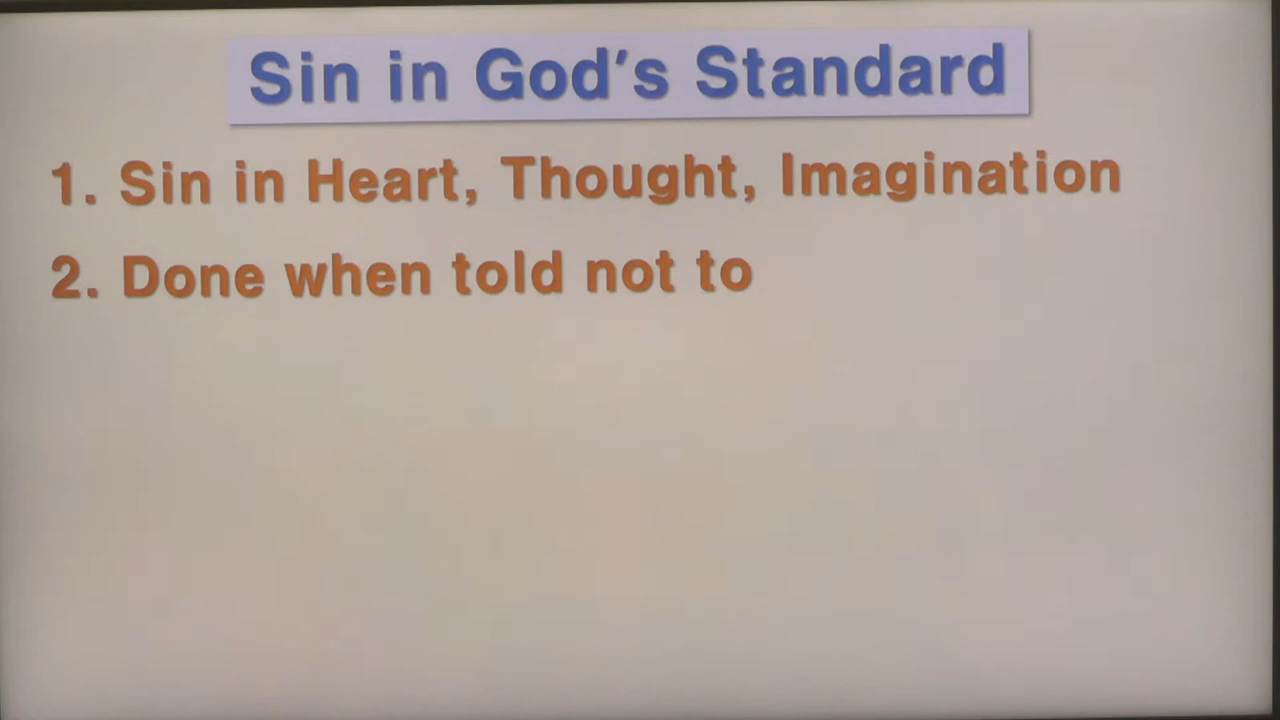 Sin in God's Standard
1. Sin in Heart, Thought, Imagination
2. Done when told not to